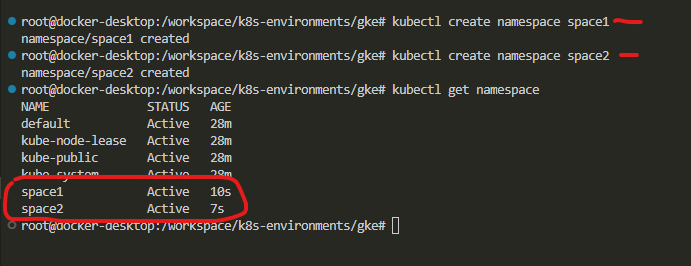 root@docker-desktop:/workspace/k8s-environments/gke# kubectl create namespace space1
namespace/space1 created
root@docker-desktop:/workspace/k8s-environments/gke# kubectl create namespace space2
namespace/space2 created
root@docker-desktop:/workspace/k8s-environments/gke# kubectl get namespace
NAME STATUS AGE
default Active 28m
kube-node-lease Active 28m
kube-public Active 28m
kube-system Active 28m
space1 Active 10s
space2 Active 7s
root@docker-desktop:/workspace/k8s-environments/gke#